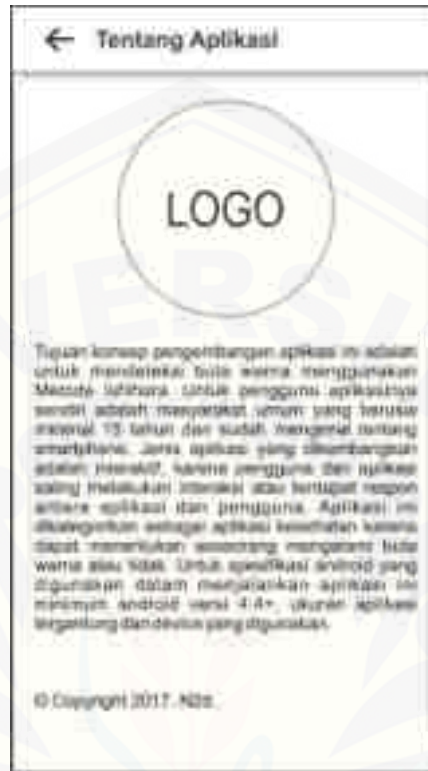 Tentang Aplikasi
LOGO
Tujuan konsep pengembangan aplikasi ini adalah
untuk mendeteksi buta warna menggunakan
Metode Ishihara. Untuk pengguna aplikasinya
sendiri adalah masyarakat umum yang berusia
minimal 15 tahun dan sudah mengenal tentang
smartphone. Jenis aplikasi yang dikembangkan
adalah interaktif, karena pengguna dan aplikasi
saling melakukan interaksi atau terdapat respon
antara aplikasi dan pengguna. Aplikasi ini
dikategorikan sebagai aplikasi kesehatan karena
dapat menentukan seseorang mengalami buta
warna atau tidak. Untuk spesifikasi android yang
digunakan dalam menjalankan aplikasi ini
minimum android versi 4.4+, ukuran aplikasi
tergantung dari device yang digunakan.
© Copyright 2017.